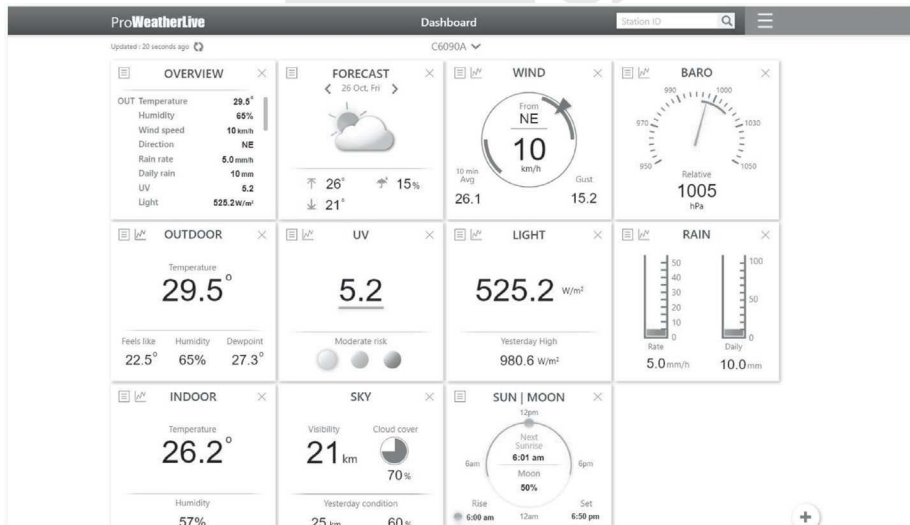 ProWeatherLive
Dashboard
Station ID
Updated : 20 seconds ago
C6090A
OVERVIEW
OUT Temperature 29.5°
Humidity 65%
Wind speed 10 km/h
Direction NE
Rain rate 5.0 mm/h
Daily rain 10 mm
UV 5.2
Light 525.2 W/m²
FORECAST
26 Oct, Fri
26° 15%
21°
WIND
From
NE
10
km/h
10 min
Avg
26.1
Gust
15.2
BARO
990 1000
970 1030
950 1050
Relative
1005
hPa
OUTDOOR
Temperature
29.5°
Feels like Humidity Dewpoint
22.5° 65% 27.3°
UV
5.2
Moderate risk
LIGHT
525.2 W/m²
Yesterday High
980.6 W/m²
RAIN
50 100
40
30 50
20
10
0 0
Rate Daily
5.0 mm/h 10.0 mm
INDOOR
Temperature
26.2°
Humidity
57%
SKY
Visibility Cloud cover
21 km
70%
Yesterday condition
25 km 60%
SUN | MOON
12pm
Next
Sunrise
6:01 am
6am 6pm
Moon
50%
Rise Set
6:00 am 12am 6:50 pm